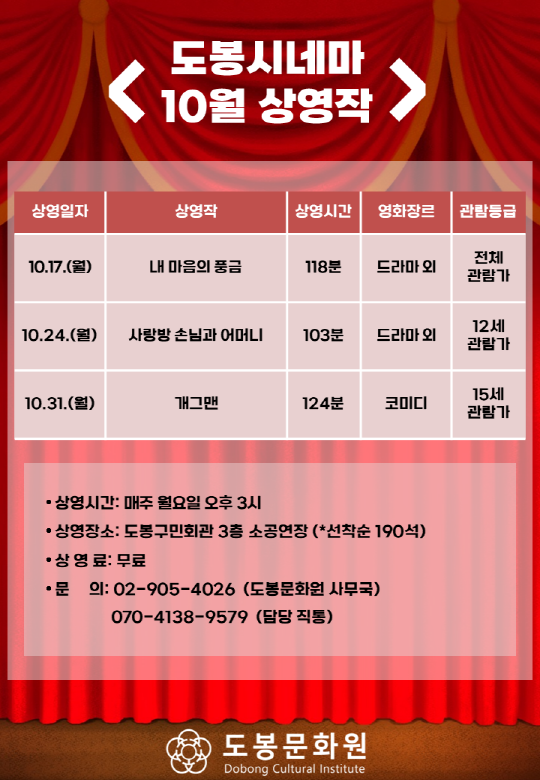 도봉시네마
< 10월 상영작 >
상영일자 상영작 상영시간 영화장르 관람등급
10.17.(월) 내 마음의 풍금 118분 드라마 외 전체 관람가
10.24.(월) 사랑방 손님과 어머니 103분 드라마 외 12세 관람가
10.31.(월) 개그맨 124분 코미디 15세 관람가
• 상영시간: 매주 월요일 오후 3시
• 상영장소: 도봉구민회관 3층 소공연장 (*선착순 190석)
• 상 영 료: 무료
• 문 의: 02-905-4026 (도봉문화원 사무국)
070-4138-9579 (담당 직통)
도봉문화원
Dobong Cultural Institute